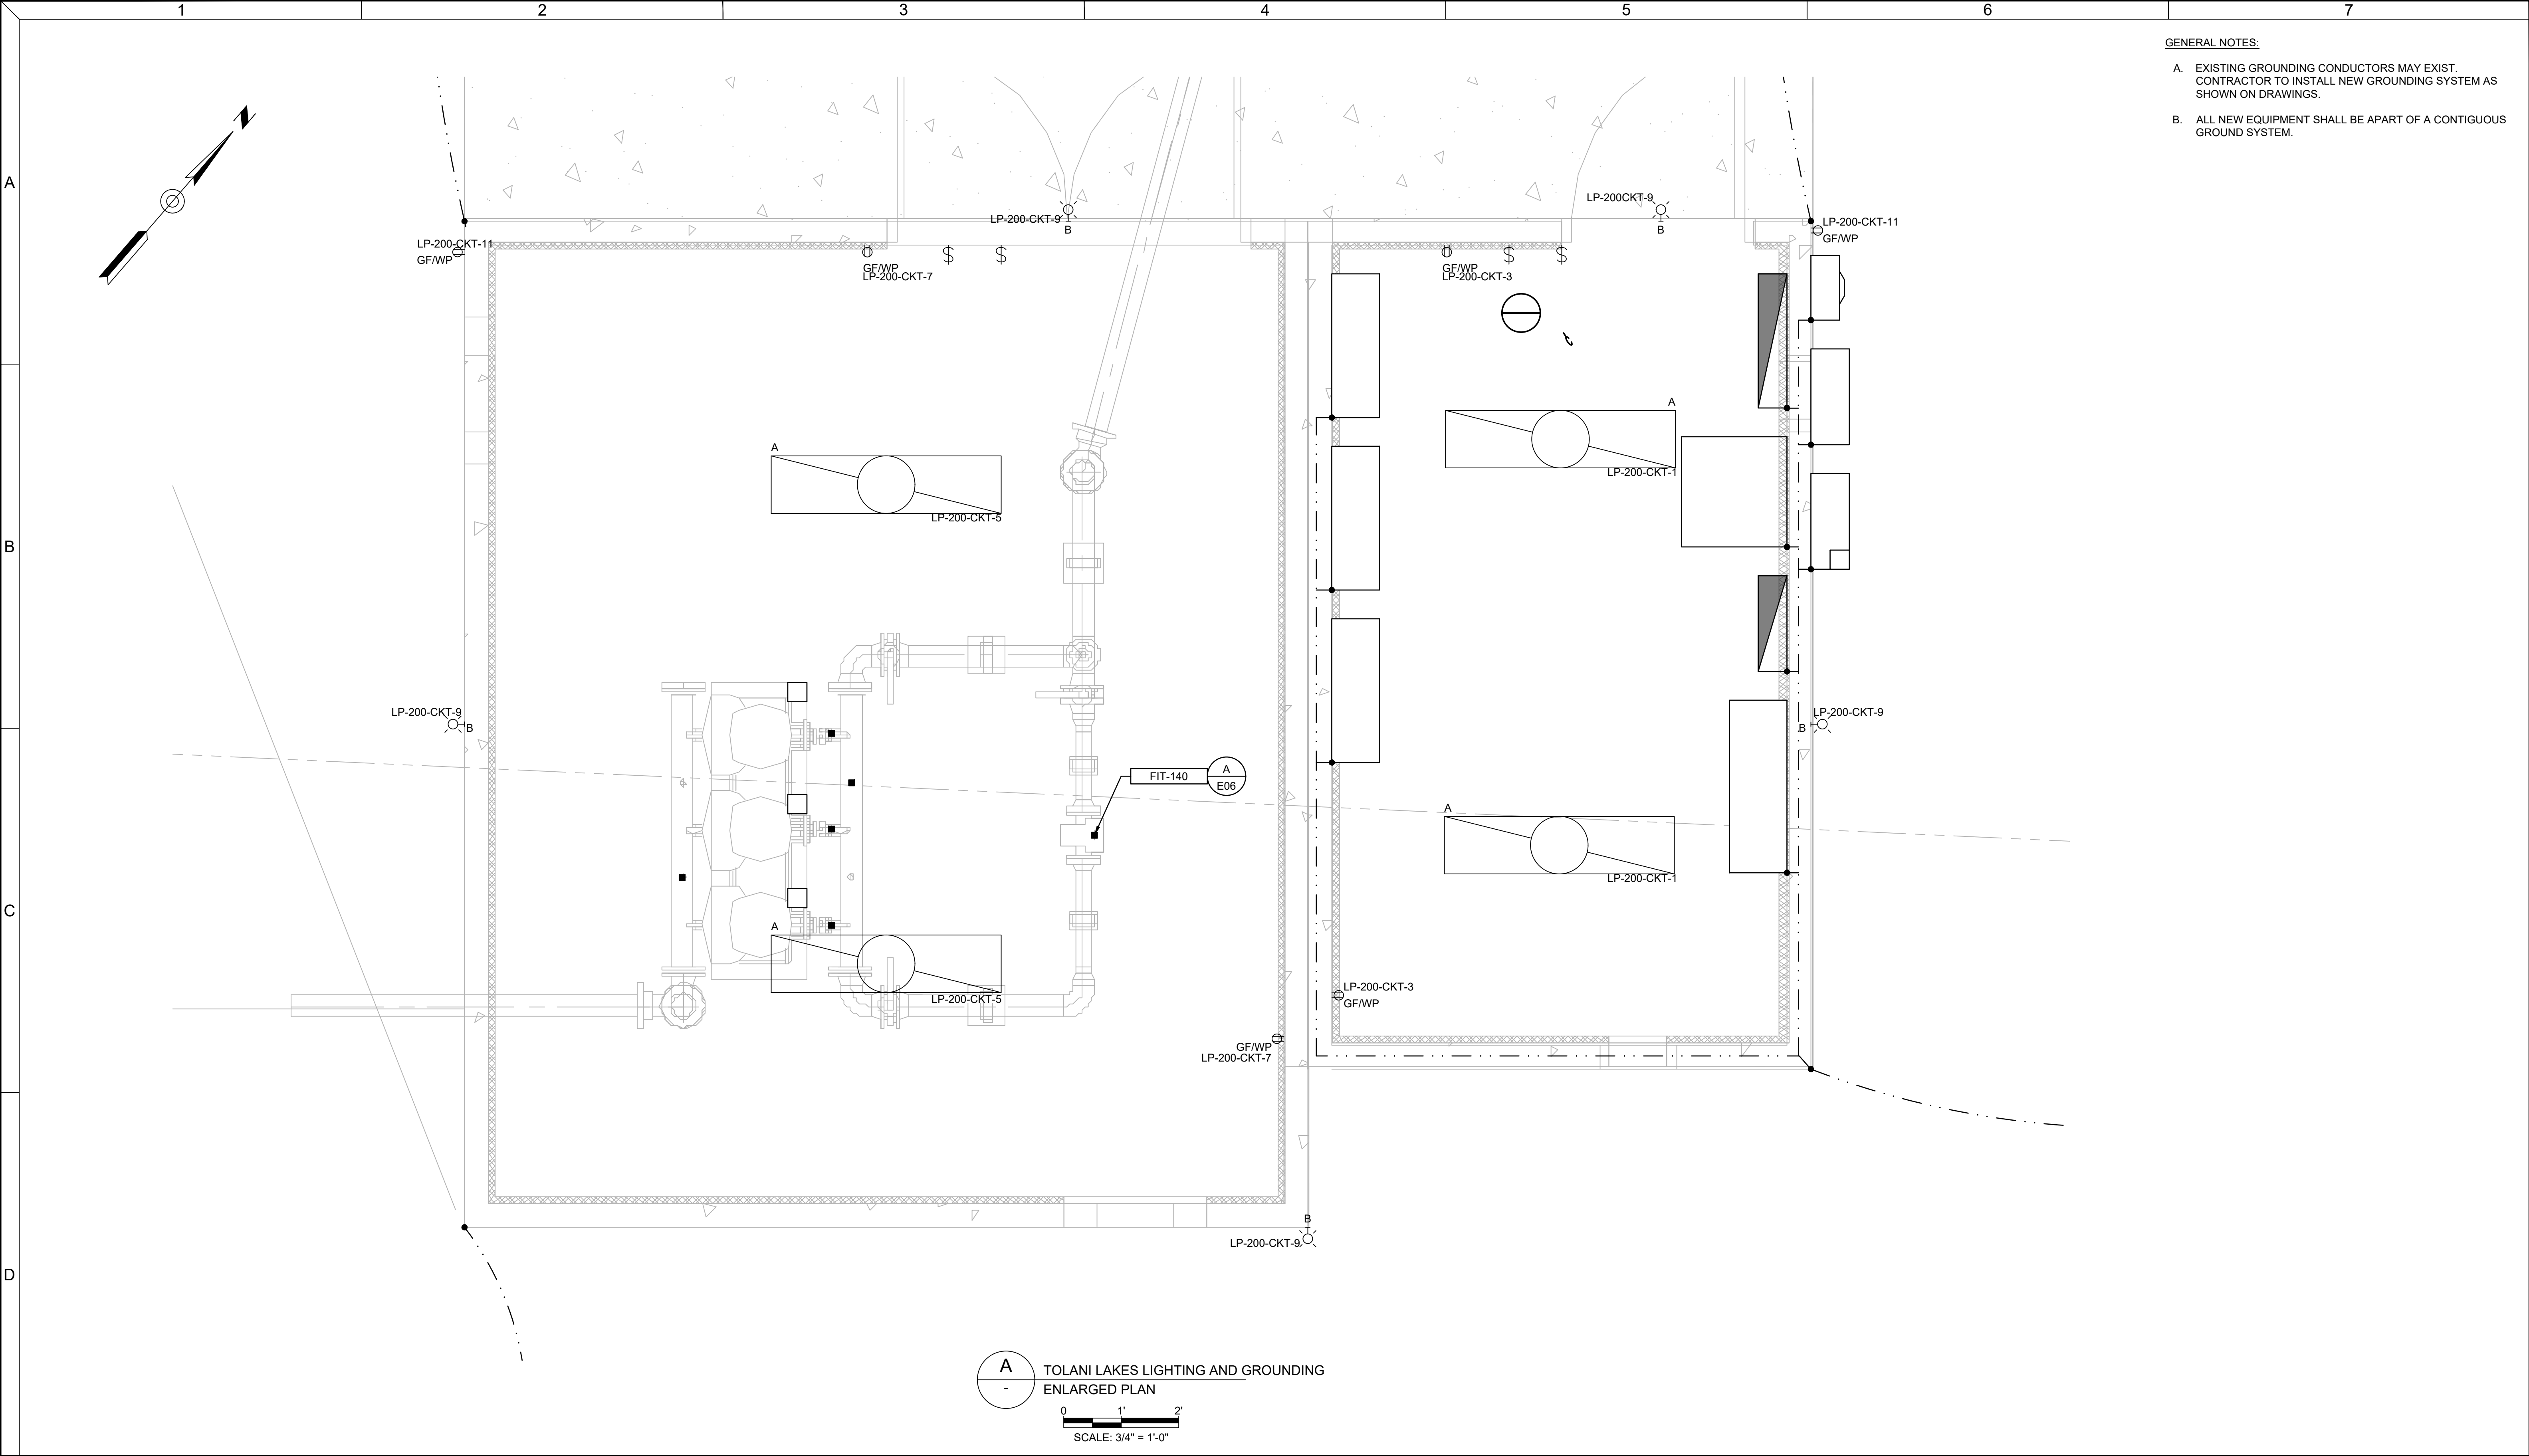 1 2 3 4 5 6 7
A
B
C
D
GENERAL NOTES:
A. EXISTING GROUNDING CONDUCTORS MAY EXIST.
CONTRACTOR TO INSTALL NEW GROUNDING SYSTEM AS
SHOWN ON DRAWINGS.
B. ALL NEW EQUIPMENT SHALL BE APART OF A CONTIGUOUS
GROUND SYSTEM.
N
LP-200-CKT-9
B
LP-200CKT-9
B
LP-200-CKT-11
GF/WP
LP-200-CKT-11
GF/WP
GF/WP
LP-200-CKT-7
$ $
GF/WP
LP-200-CKT-3
$ $
A
LP-200-CKT-1
A
LP-200-CKT-5
LP-200-CKT-9
B
LP-200-CKT-9
B
FIT-140
A
E06
A
LP-200-CKT-1
A
LP-200-CKT-5
LP-200-CKT-3
GF/WP
GF/WP
LP-200-CKT-7
B
LP-200-CKT-9
A
-
TOLANI LAKES LIGHTING AND GROUNDING
ENLARGED PLAN
0 1' 2'
SCALE: 3/4" = 1'-0"